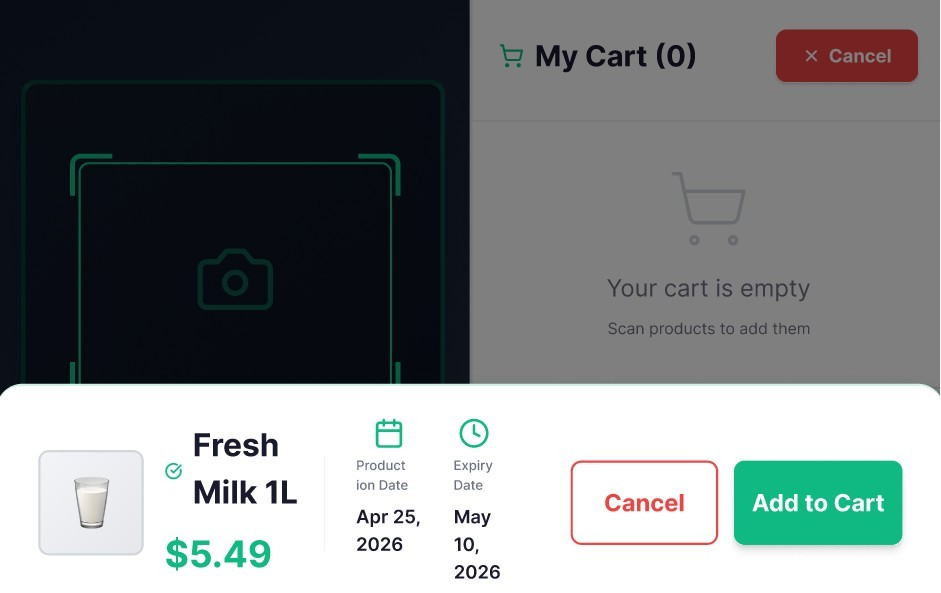 My Cart (0)
Cancel
Your cart is empty
Scan products to add them
Fresh
Milk 1L
$5.49
Product
ion Date
Apr 25,
2026
Expiry
Date
May
10,
2026
Cancel
Add to Cart